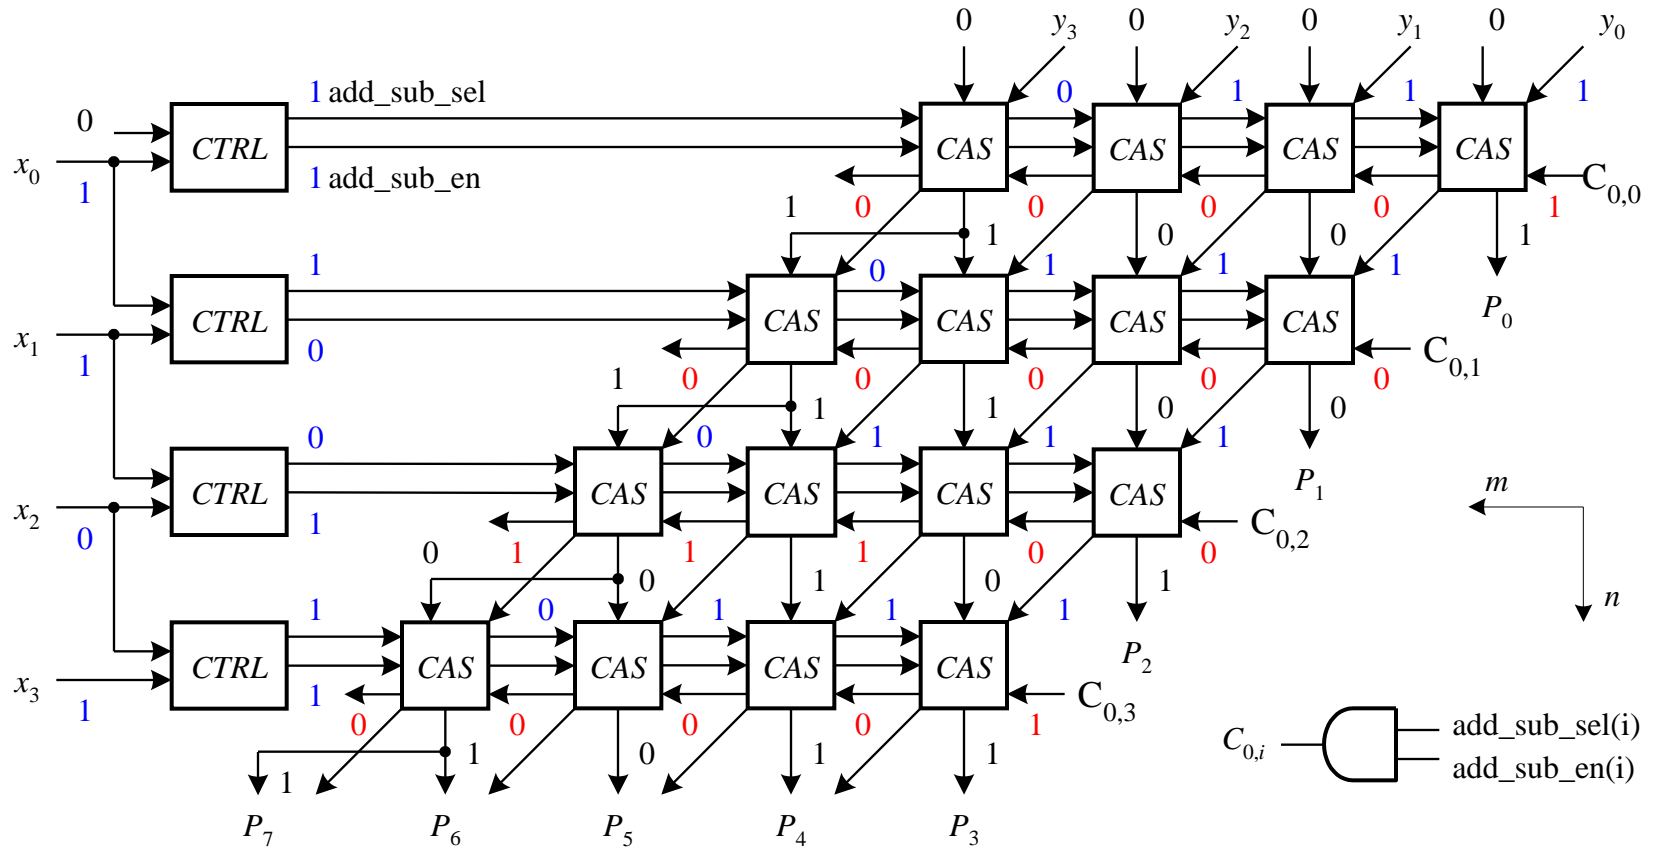 0 y3 0 y2 0 y1 0 y0
1 add_sub_sel 0 1 1 1
0 CTRL CAS CAS CAS CAS
x0
1 1 add_sub_en C0,0
1 0 0 0 0 1
1 0 0 1
1 0 1 1 1
CTRL CAS CAS CAS CAS P0
x1
1 0 C0,1
1 0 0 0 0 0
1 1 0 0
0 0 1 1 1
CTRL CAS CAS CAS CAS P1
x2 m
0 1 C0,2
0 1 1 1 0 0
0 1 0 1
1 0 1 1 1 n
CTRL CAS CAS CAS CAS P2
x3
1 1 C0,3
0 0 0 0 1
1 1 0 1 1
C0,i add_sub_sel(i)
add_sub_en(i)
P7 P6 P5 P4 P3